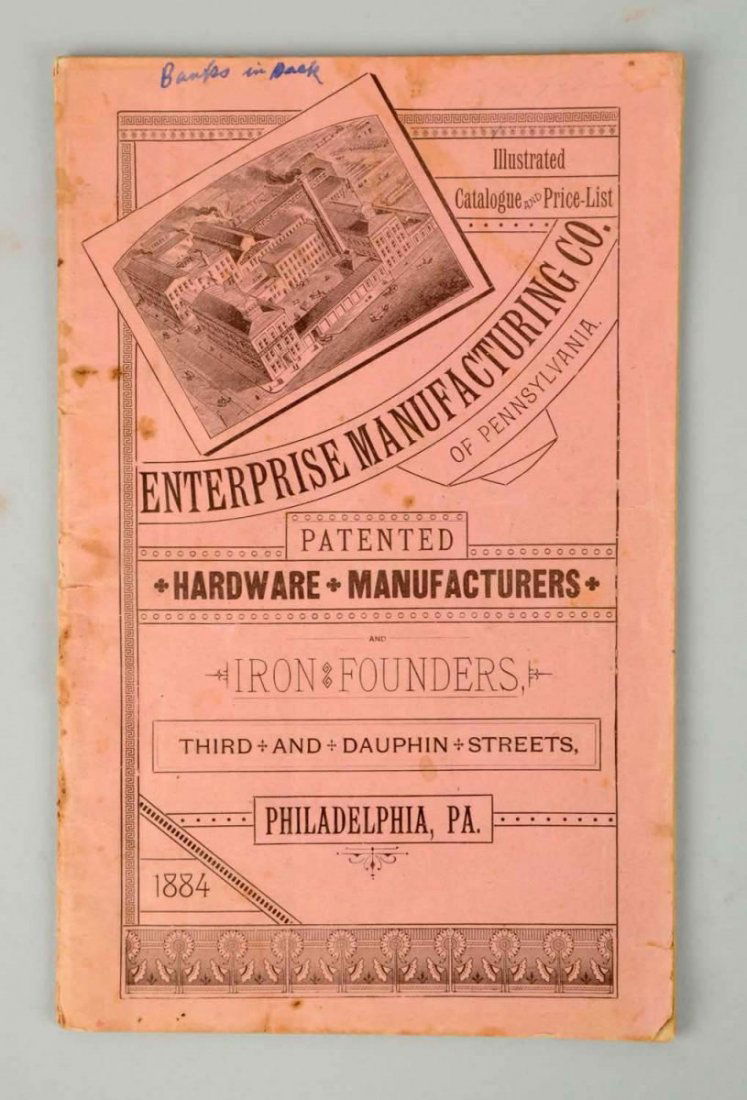 Banks in back
Illustrated
Catalogue AND Price-List
ENTERPRISE MANUFACTURING CO.
OF PENNSYLVANIA.
PATENTED
HARDWARE MANUFACTURERS
AND
IRON FOUNDERS,
THIRD AND DAUPHIN STREETS,
PHILADELPHIA, PA.
1884